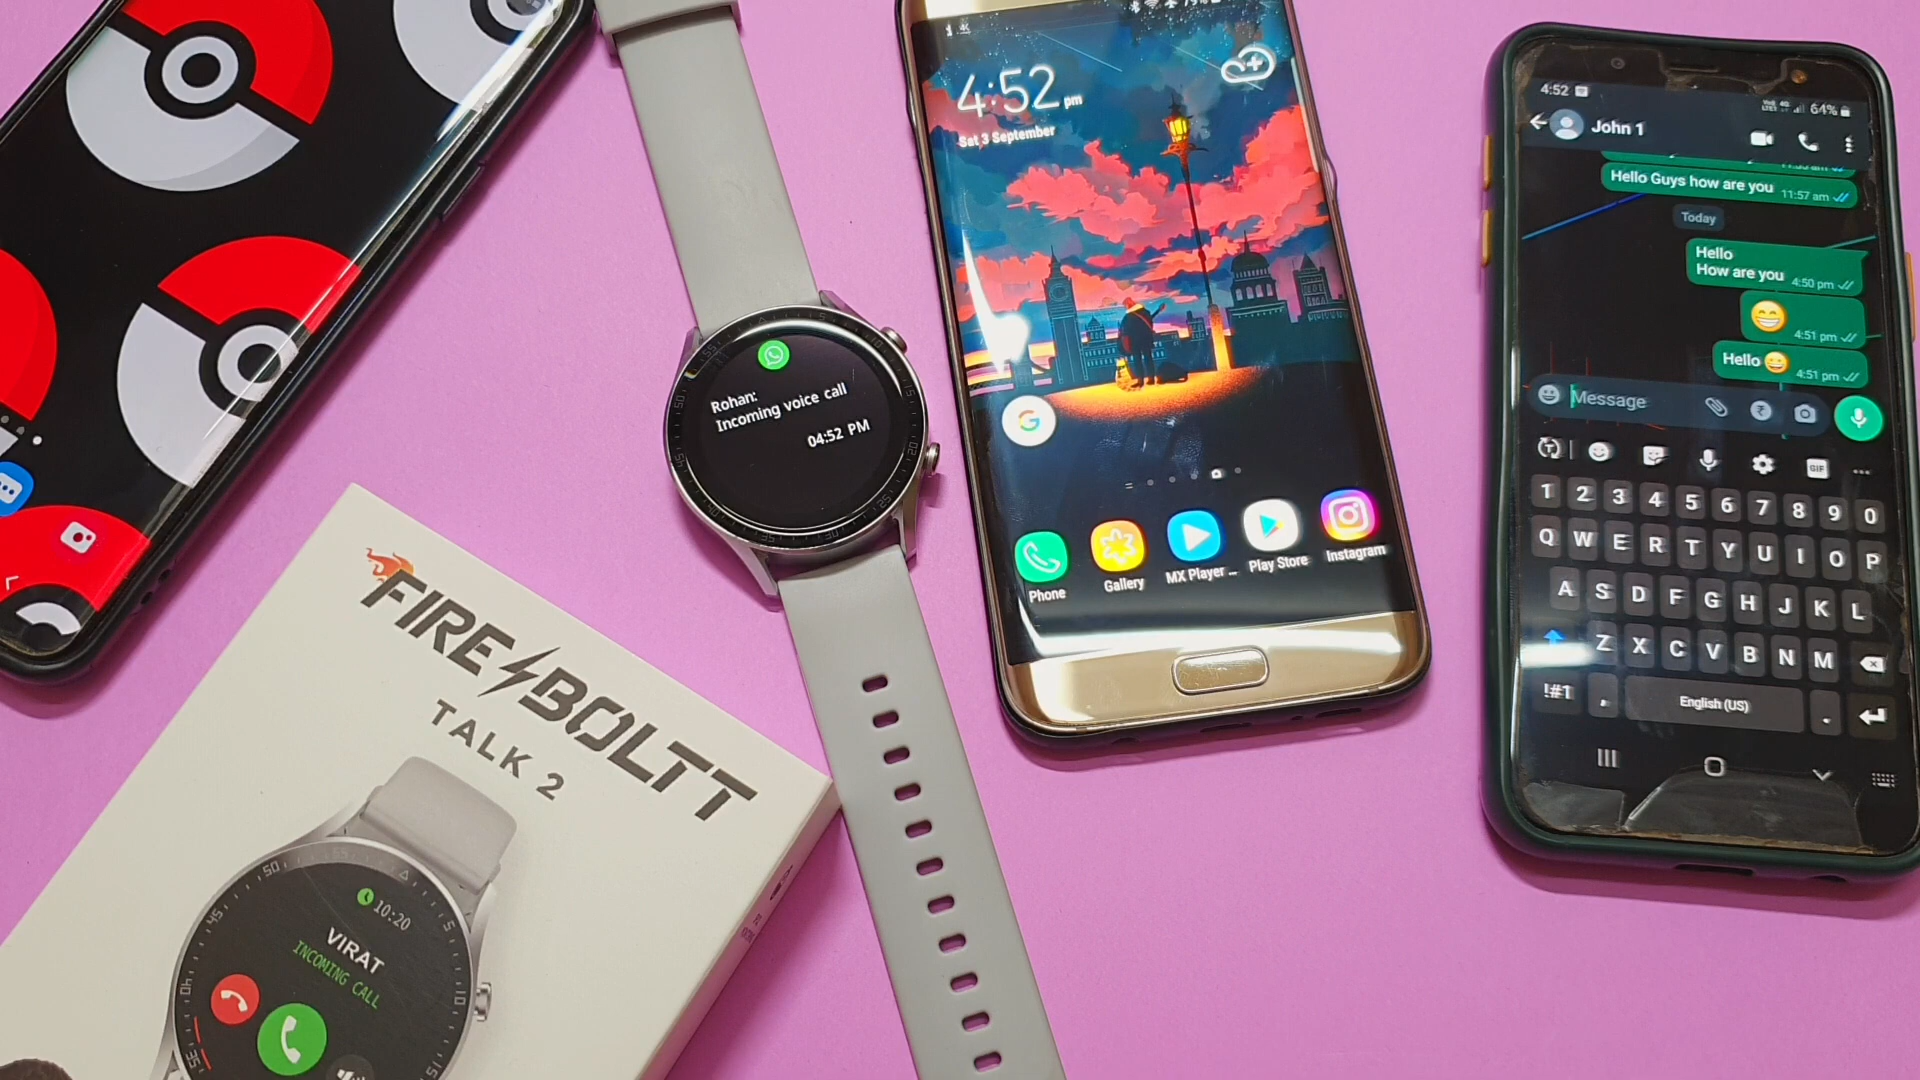 4:52 pm
Sat 3 September
Phone
Gallery
MX Player ...
Play Store
Instagram
Rohan:
Incoming voice call
04:52 PM
FIRE BOLTT
TALK 2
10:20
VIRAT
INCOMING CALL
4:52
64%
John 1
Hello Guys how are you
11:57 am
Today
Hello
How are you
4:50 pm
4:51 pm
Hello 😄
4:51 pm
Message
GIF
1 2 3 4 5 6 7 8 9 0
Q W E R T Y U I O P
A S D F G H J K L
Z X C V B N M
!#1 , English (US) .